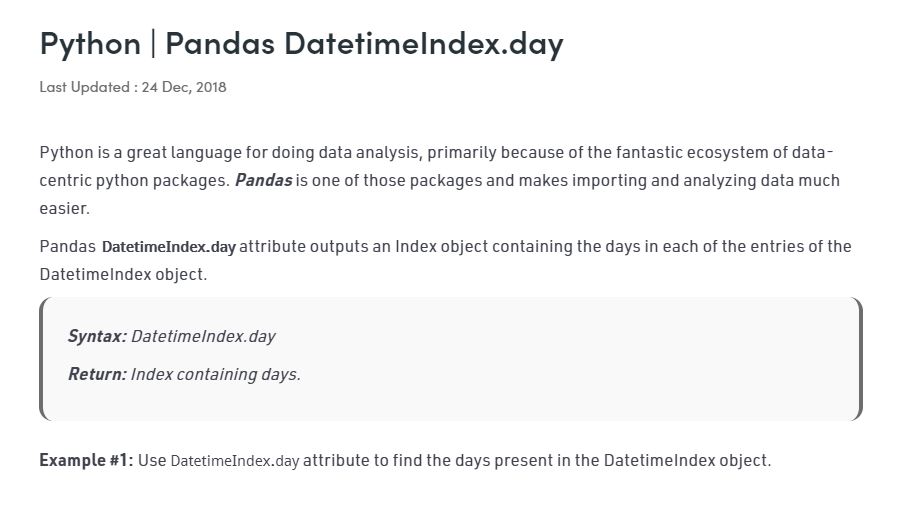 Python | Pandas DatetimeIndex.day
Last Updated : 24 Dec, 2018
Python is a great language for doing data analysis, primarily because of the fantastic ecosystem of data-
centric python packages. Pandas is one of those packages and makes importing and analyzing data much
easier.
Pandas DatetimeIndex.day attribute outputs an Index object containing the days in each of the entries of the
DatetimeIndex object.
Syntax: DatetimeIndex.day
Return: Index containing days.
Example #1: Use DatetimeIndex.day attribute to find the days present in the DatetimeIndex object.